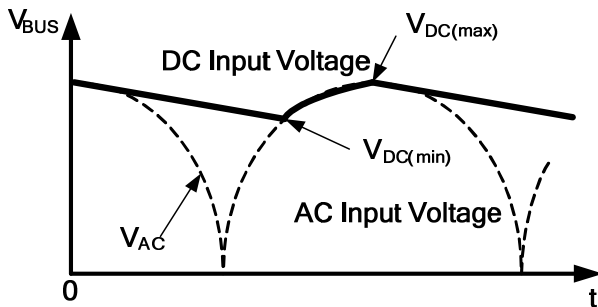 VBUS
VDC(max)
DC Input Voltage
VDC(min)
VAC
AC Input Voltage
0
t